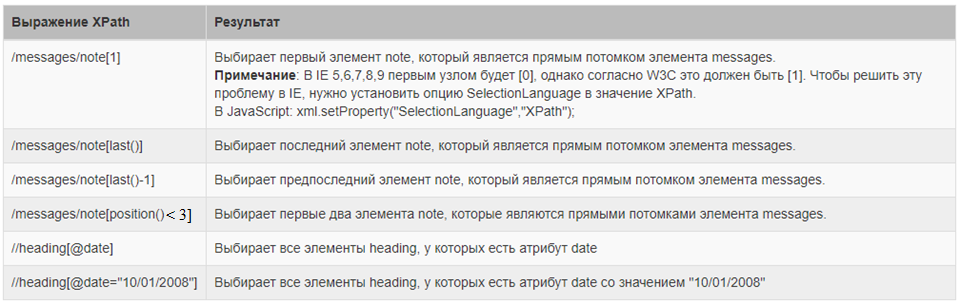 Выражение XPath Результат
/messages/note[1] Выбирает первый элемент note, который является прямым потомком элемента messages.
Примечание: В IE 5,6,7,8,9 первым узлом будет [0], однако согласно W3C это должен быть [1]. Чтобы решить эту
проблему в IE, нужно установить опцию SelectionLanguage в значение XPath.
В JavaScript: xml.setProperty("SelectionLanguage","XPath");
/messages/note[last()] Выбирает последний элемент note, который является прямым потомком элемента messages.
/messages/note[last()-1] Выбирает предпоследний элемент note, который является прямым потомком элемента messages.
/messages/note[position()< 3] Выбирает первые два элемента note, которые являются прямыми потомками элемента messages.
//heading[@date] Выбирает все элементы heading, у которых есть атрибут date
//heading[@date="10/01/2008"] Выбирает все элементы heading, у которых есть атрибут date со значением "10/01/2008"